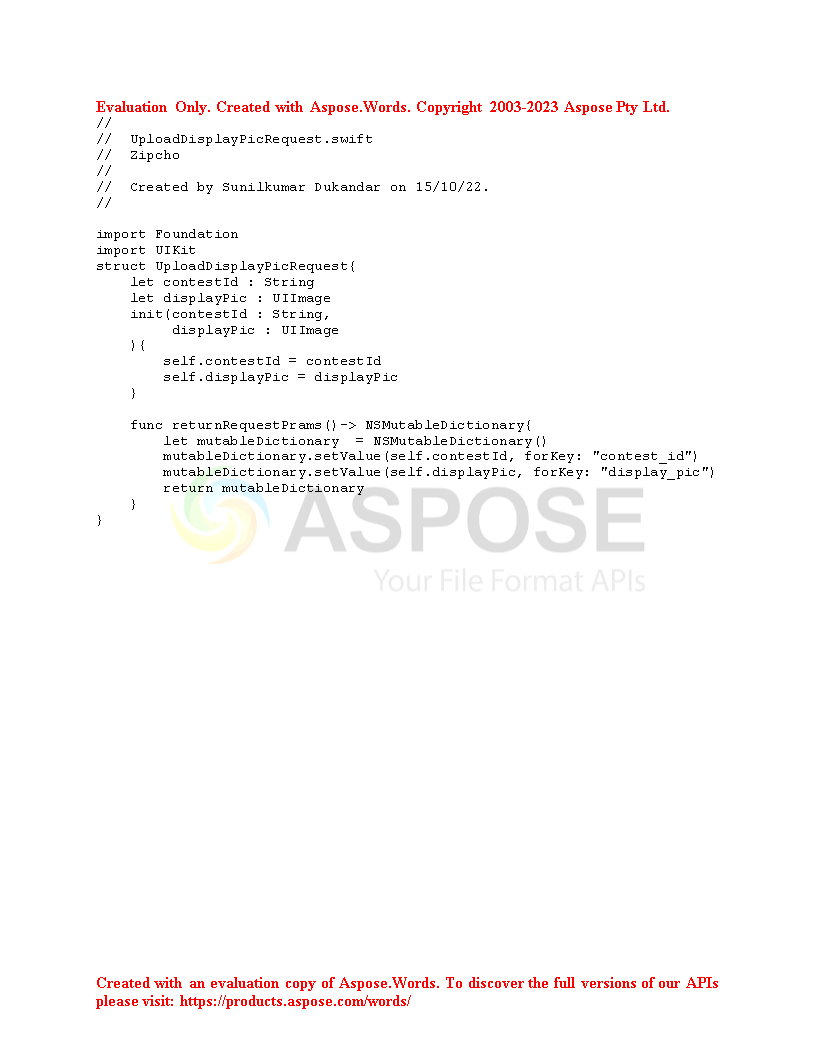 Evaluation Only. Created with Aspose.Words. Copyright 2003-2023 Aspose Pty Ltd.
//
//  UploadDisplayPicRequest.swift
//  Zipcho
//
//  Created by Sunilkumar Dukandar on 15/10/22.
//

import Foundation
import UIKit
struct UploadDisplayPicRequest{
    let contestId : String
    let displayPic : UIImage
    init(contestId : String,
         displayPic : UIImage
    ){
        self.contestId = contestId
        self.displayPic = displayPic
    }

    func returnRequestPrams()-> NSMutableDictionary{
        let mutableDictionary  = NSMutableDictionary()
        mutableDictionary.setValue(self.contestId, forKey: "contest_id")
        mutableDictionary.setValue(self.displayPic, forKey: "display_pic")
        return mutableDictionary
    }
}
ASPOSE
Your File Format APIs
Created with an evaluation copy of Aspose.Words. To discover the full versions of our APIs
please visit: https://products.aspose.com/words/